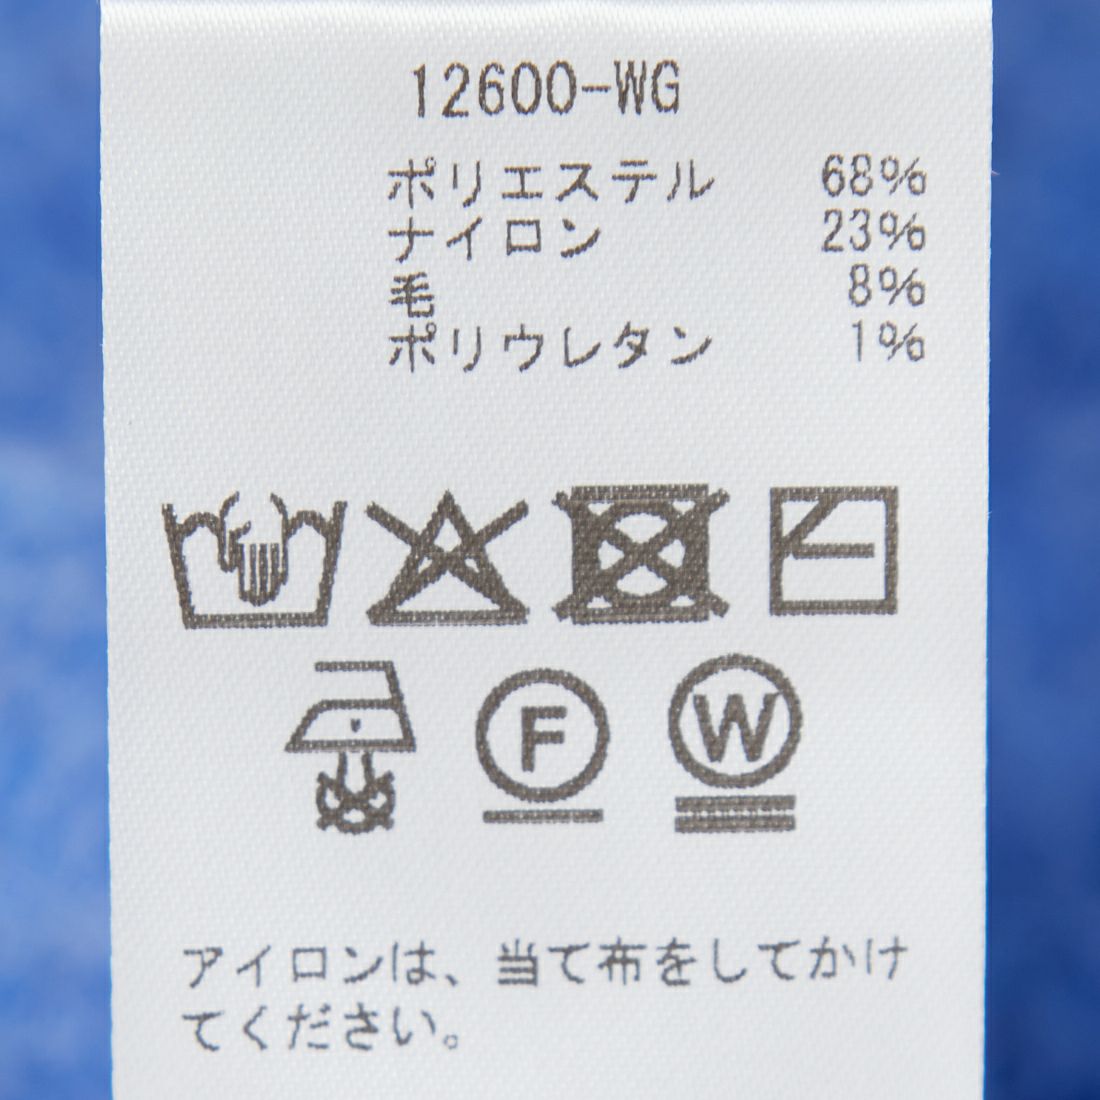 12600-WG
ポリエステル 68%
ナイロン 23%
毛 8%
ポリウレタン 1%
F
W
アイロンは、当て布をしてかけ
てください。